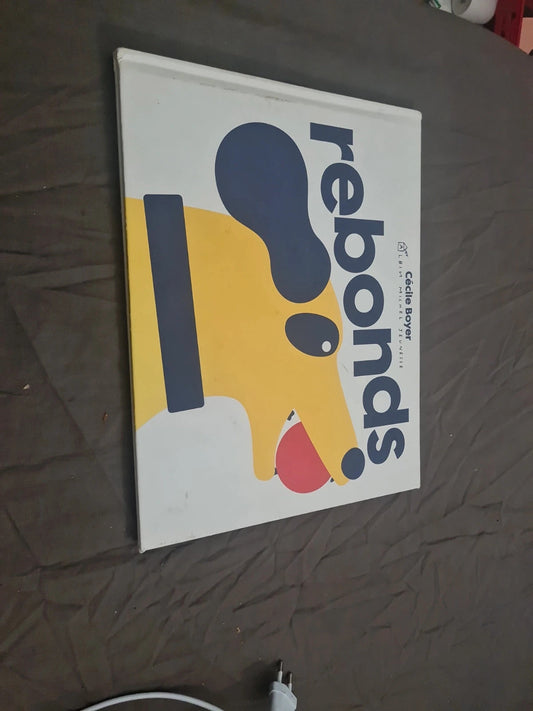 Cécile Boyer
ALBIN MICHEL JEUNESSE
rebonds